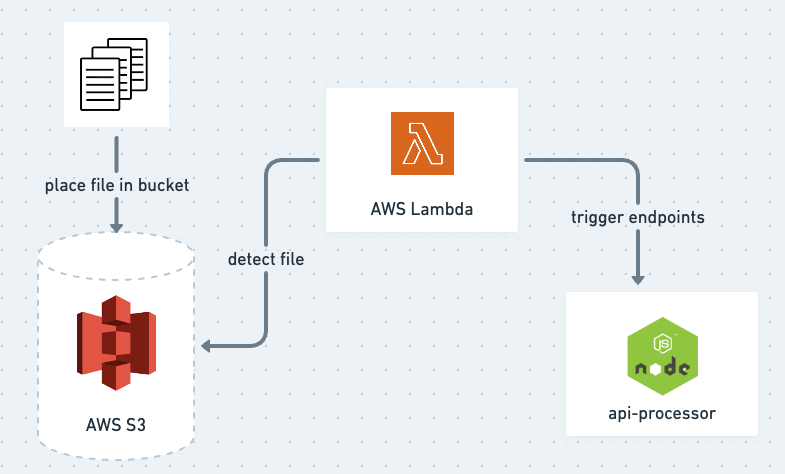 place file in bucket
AWS Lambda
detect file
trigger endpoints
AWS S3
JS
node
api-processor